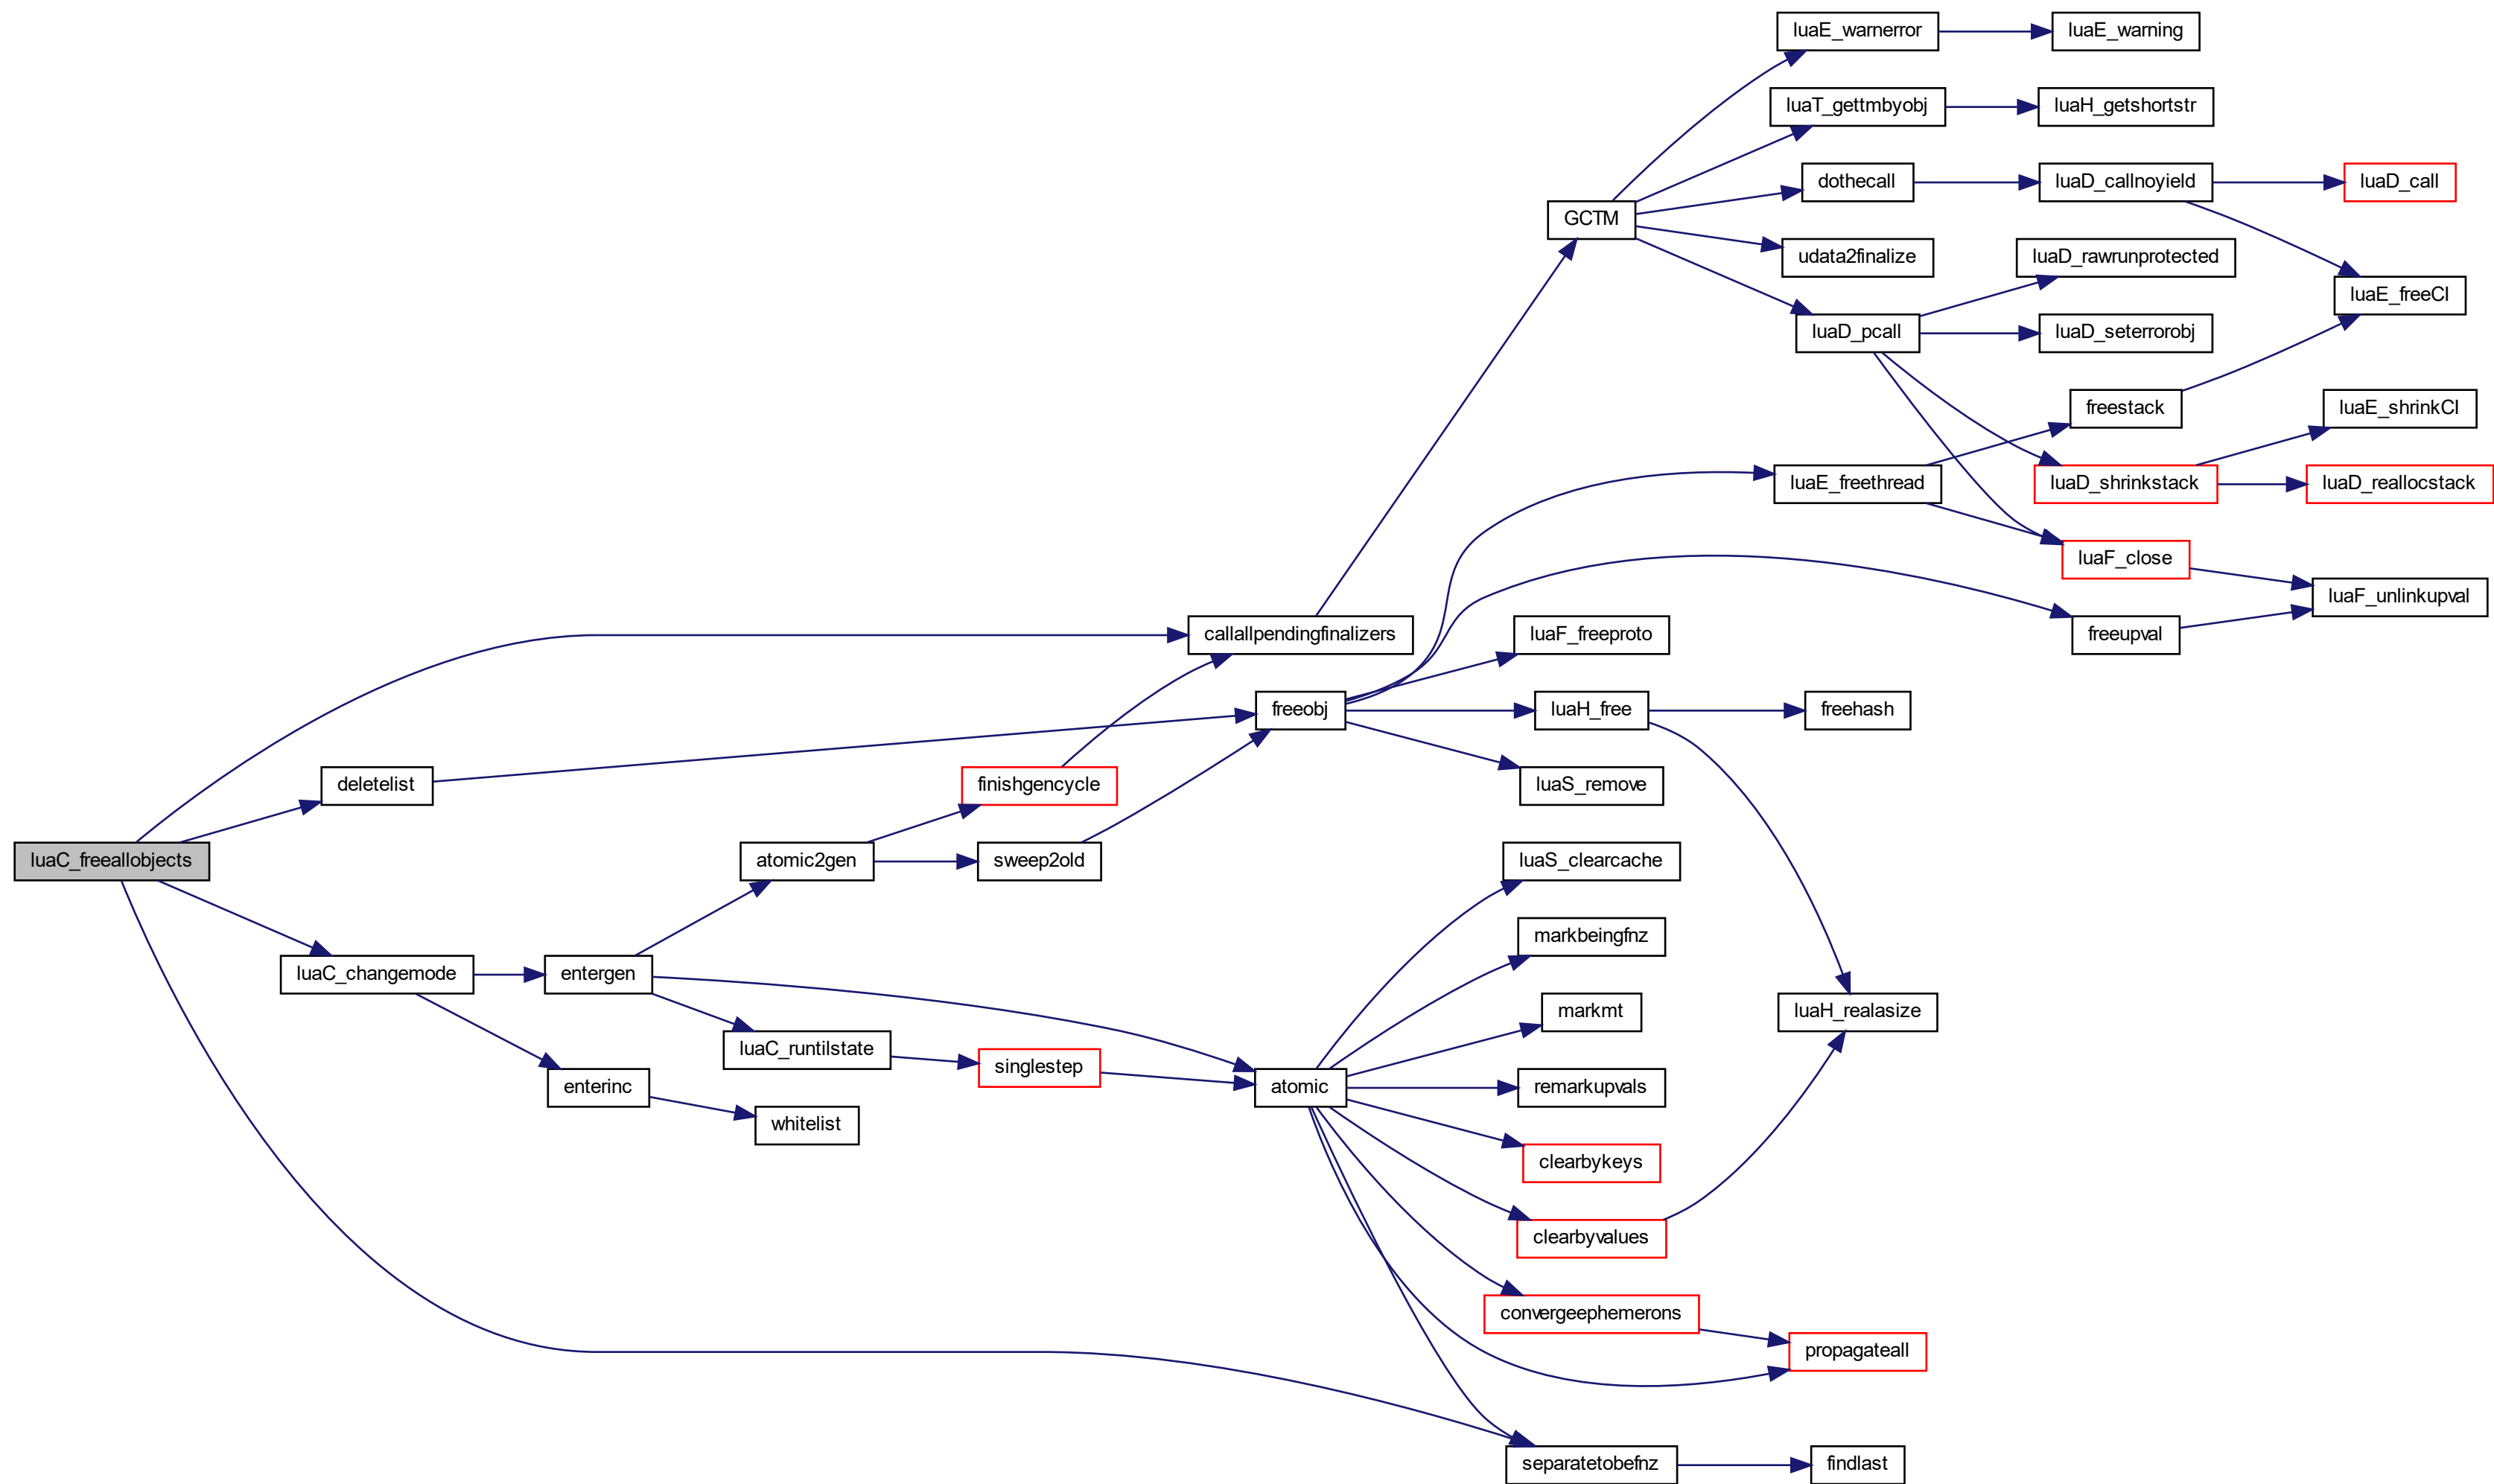 luaE_warnerror
luaE_warning
luaT_gettmbyobj
luaH_getshortstr
dothecall
luaD_callnoyield
luaD_call
GCTM
udata2finalize
luaD_rawrunprotected
luaE_freeCI
luaD_pcall
luaD_seterrorobj
freestack
luaE_shrinkCI
luaE_freethread
luaD_shrinkstack
luaD_reallocstack
luaF_close
luaF_unlinkupval
callallpendingfinalizers
luaF_freeproto
freeupval
freeobj
luaH_free
freehash
deletelist
finishgencycle
luaS_remove
luaC_freeallobjects
atomic2gen
sweep2old
luaS_clearcache
markbeingfnz
luaC_changemode
entergen
markmt
luaH_realasize
luaC_runtilstate
singlestep
enterinc
atomic
remarkupvals
whitelist
clearbykeys
clearbyvalues
convergeephemerons
propagateall
separatetobefnz
findlast